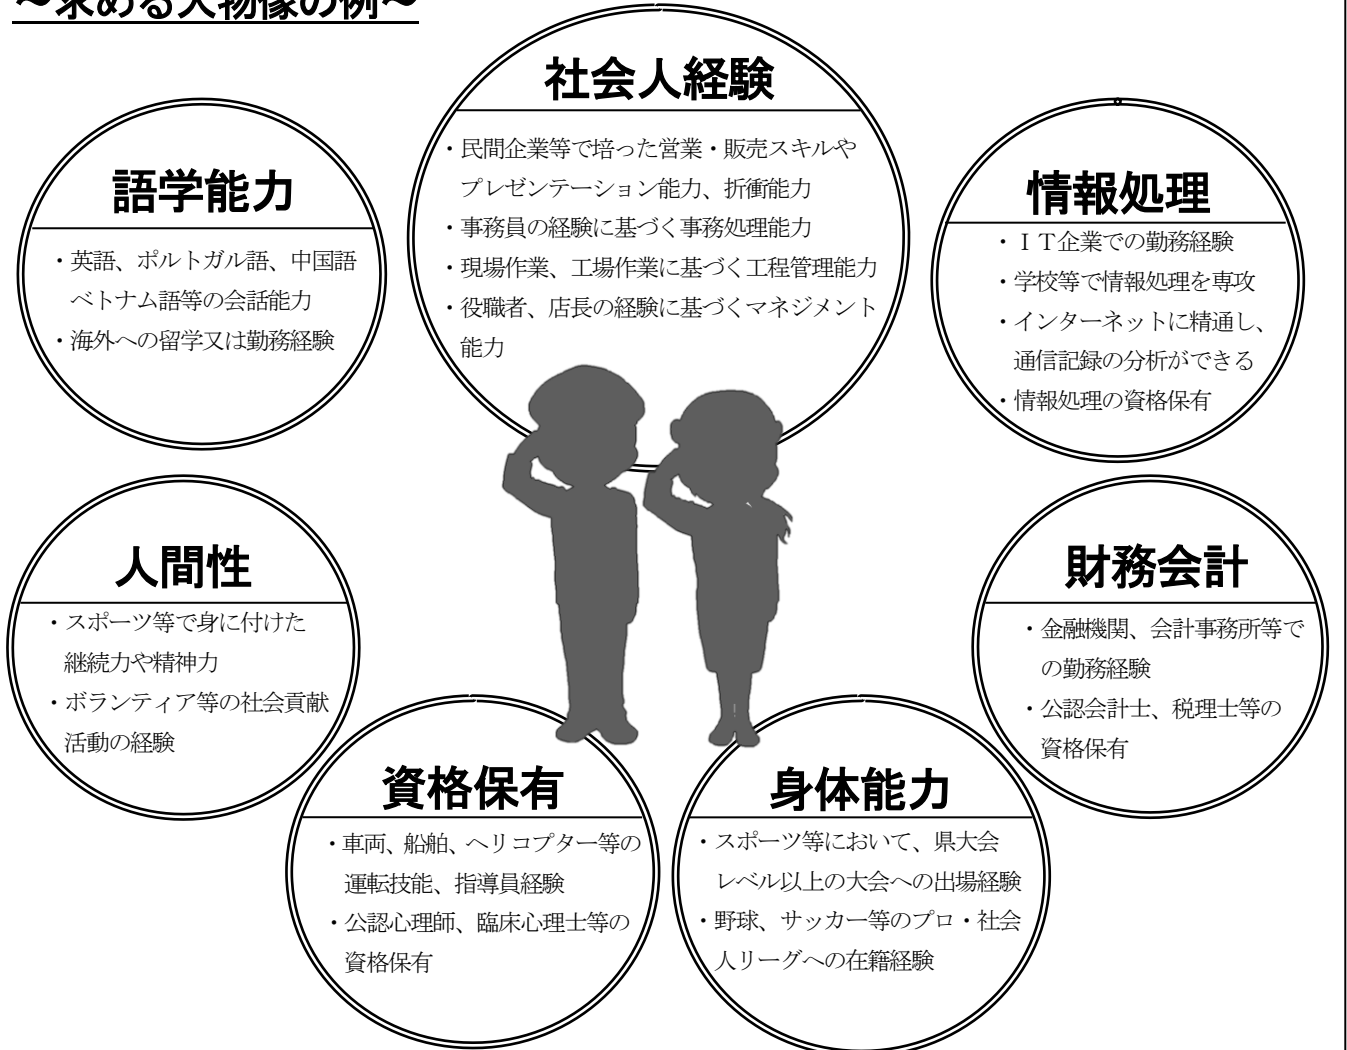 ～求める人物像の例～
社会人経験
・民間企業等で培った営業・販売スキルや
プレゼンテーション能力、折衝能力
・事務員の経験に基づく事務処理能力
・現場作業、工場作業に基づく工程管理能力
・役職者、店長の経験に基づくマネジメント
能力
語学能力
・英語、ポルトガル語、中国語
ベトナム語等の会話能力
・海外への留学又は勤務経験
情報処理
・ＩＴ企業での勤務経験
・学校等で情報処理を専攻
・インターネットに精通し、
通信記録の分析ができる
・情報処理の資格保有
人間性
・スポーツ等で身に付けた
継続力や精神力
・ボランティア等の社会貢献
活動の経験
財務会計
・金融機関、会計事務所等で
の勤務経験
・公認会計士、税理士等の
資格保有
資格保有
・車両、船舶、ヘリコプター等の
運転技能、指導員経験
・公認心理師、臨床心理士等の
資格保有
身体能力
・スポーツ等において、県大会
レベル以上の大会への出場経験
・野球、サッカー等のプロ・社会
人リーグへの在籍経験